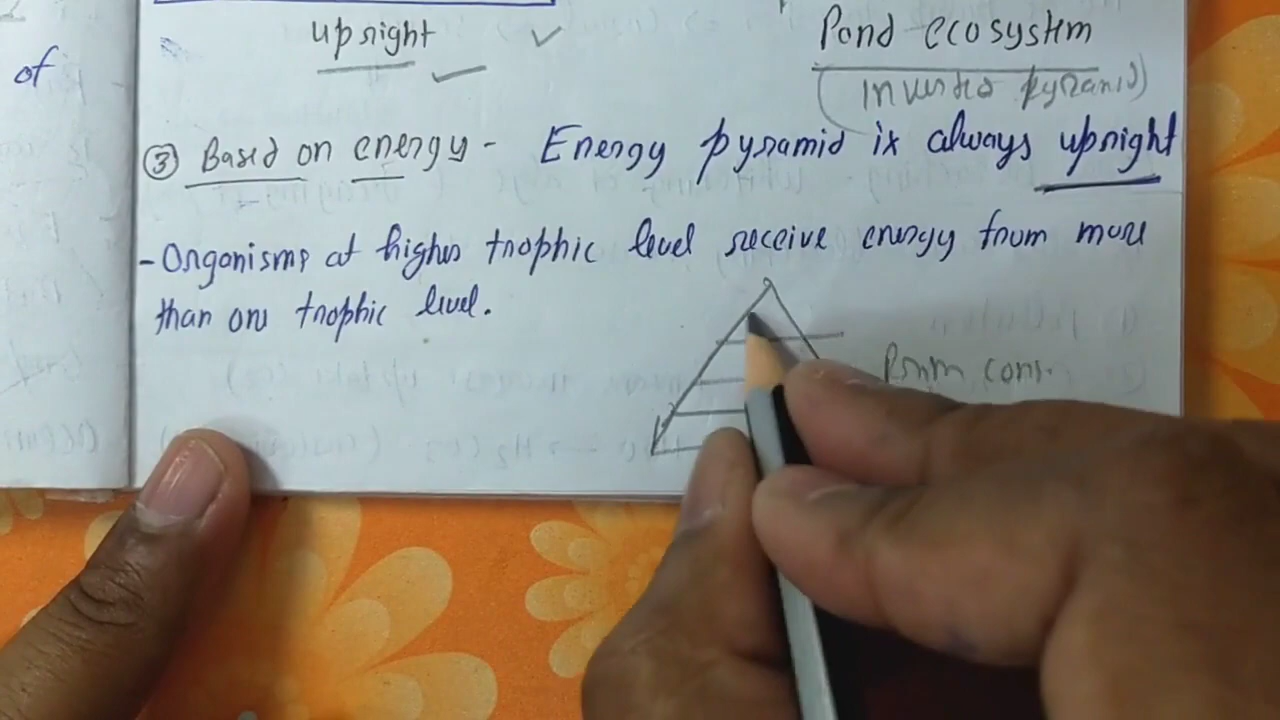 of
upright
Pond ecosystem
(Inverted pyramid)
③ Based on energy - Energy pyramid is always upright
- Organisms at higher trophic level receive energy from more
than one trophic level.
Prim cons.